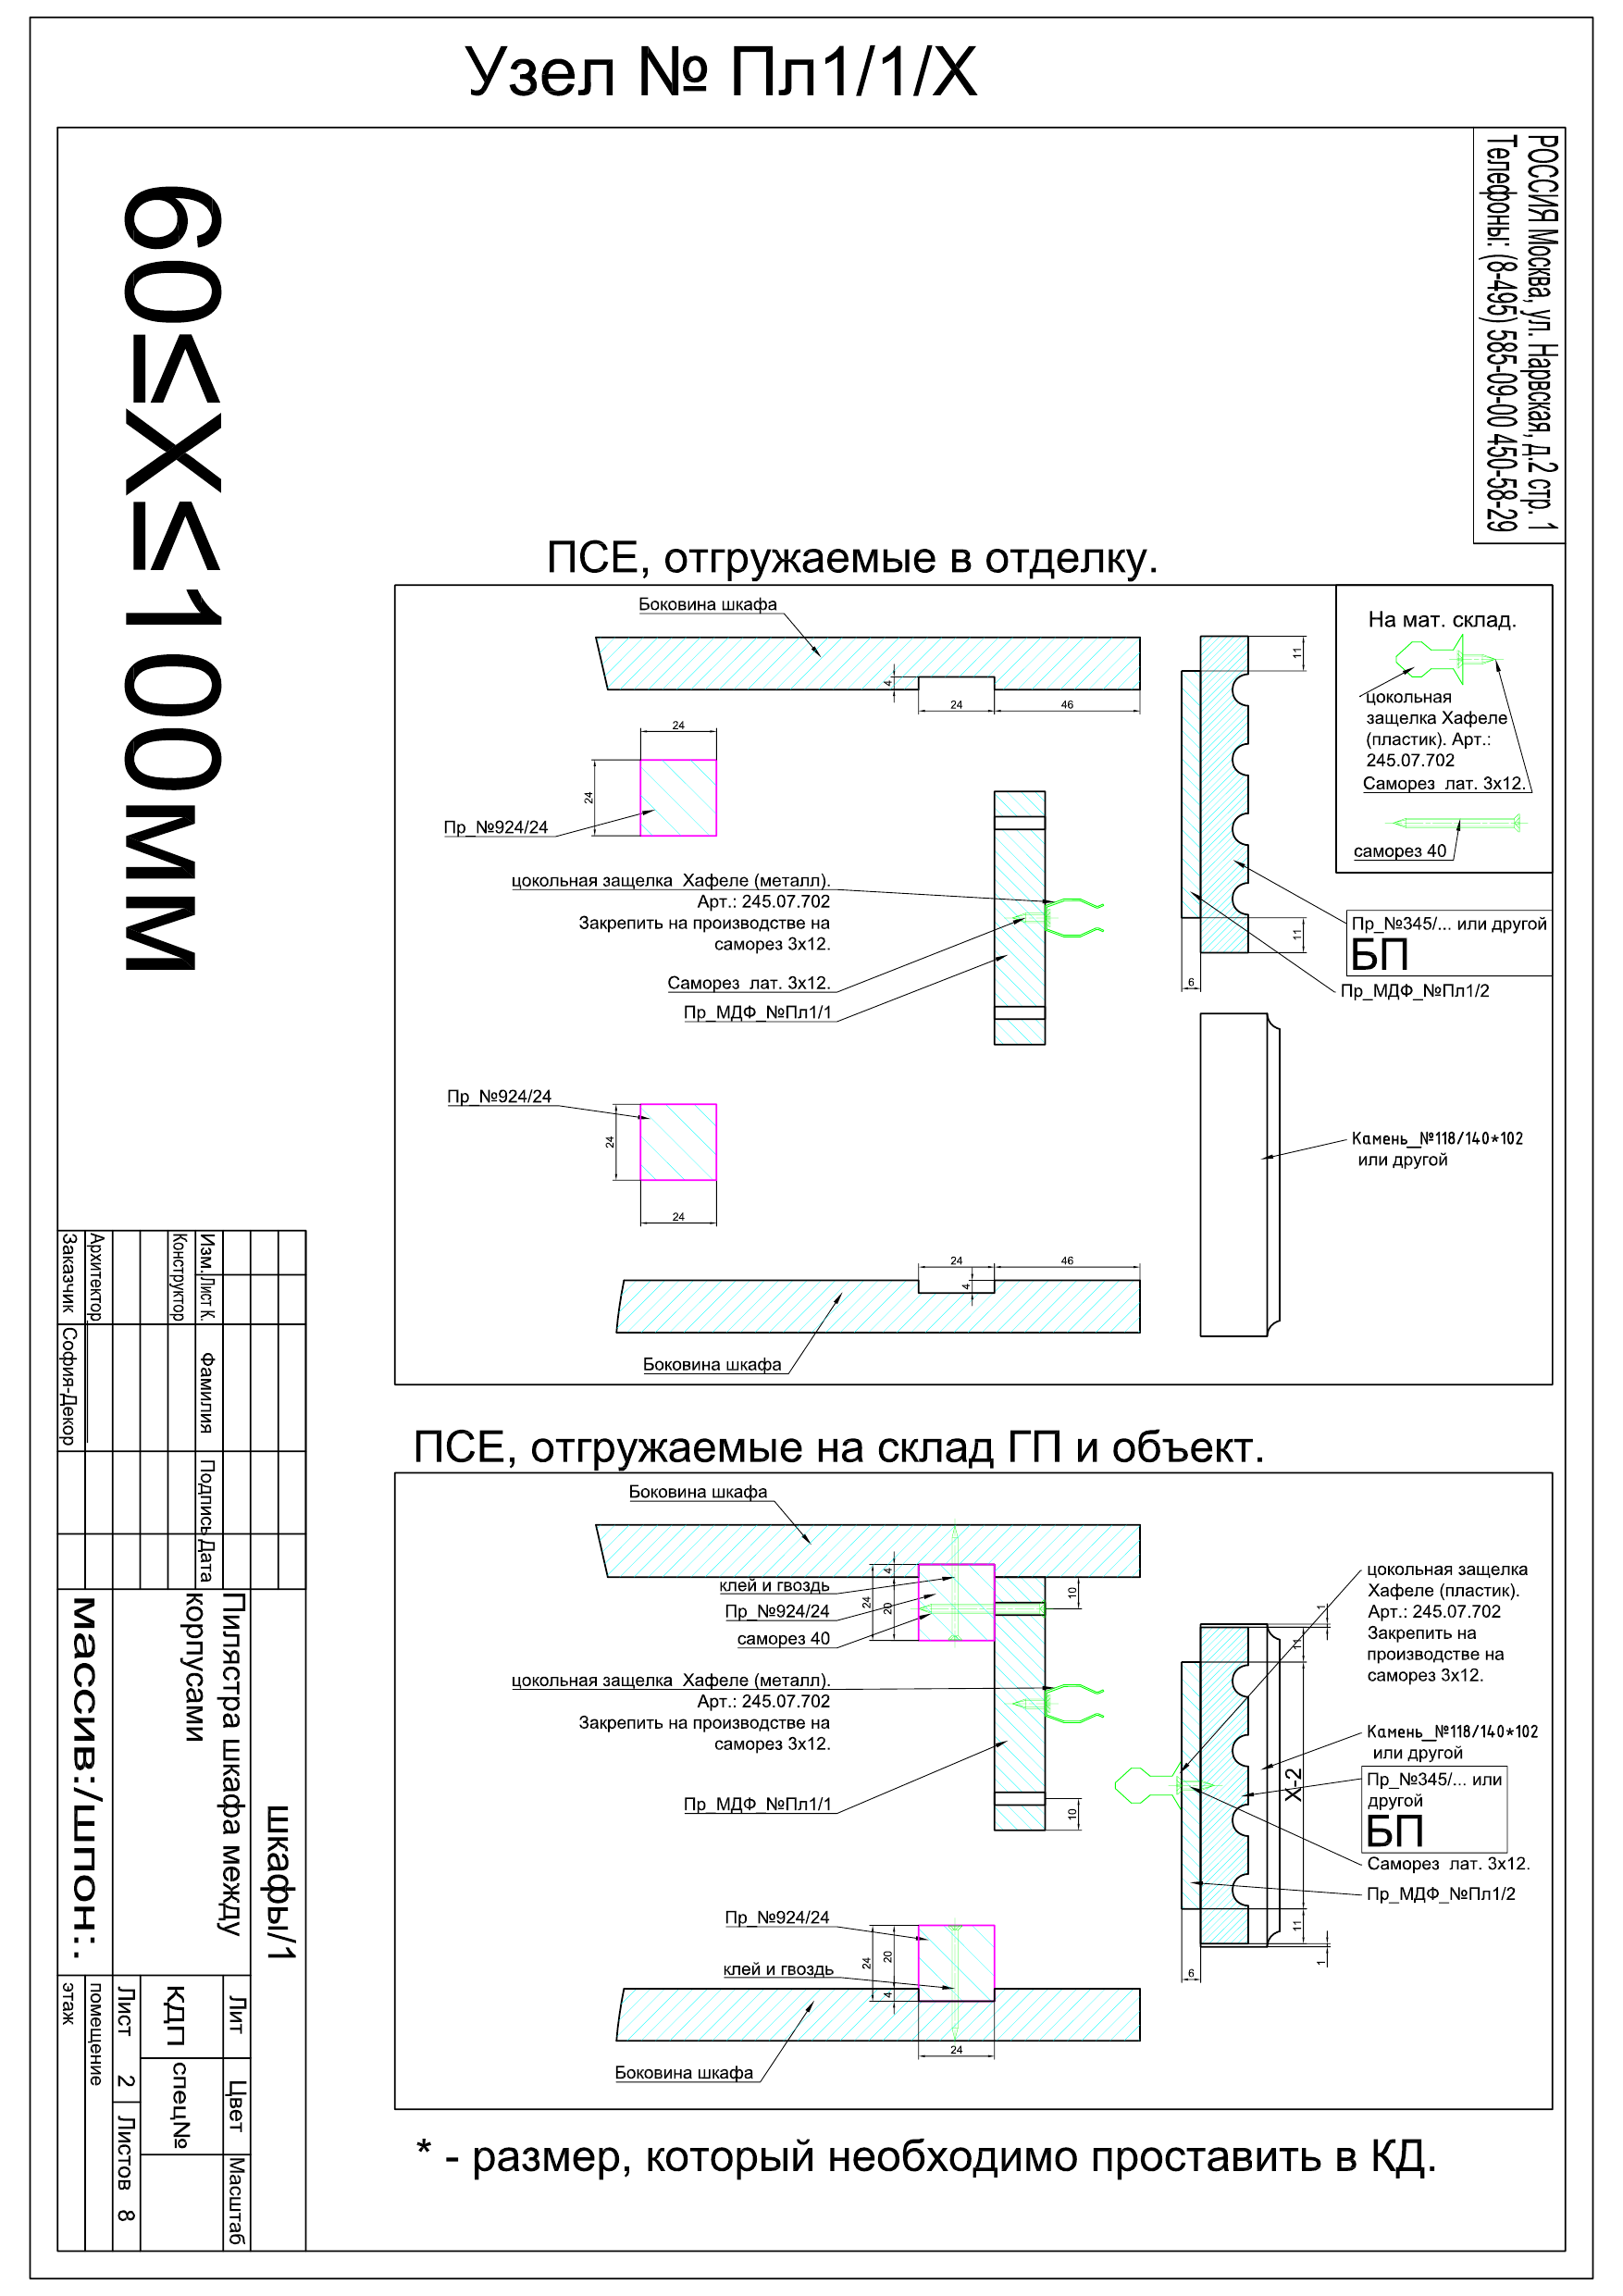 Узел № Пл1/1/Х
РОССИЯ Москва, ул. Нарвская, д.2 стр. 1
Телефоны: (8-495) 585-09-00 450-58-29
60≤X≤100мм
ПСЕ, отгружаемые в отделку.
Боковина шкафа
4
24
46
24
24
Пр_№924/24
цокольная защелка Хафеле (металл).
Арт.: 245.07.702
Закрепить на производстве на
саморез 3х12.
Саморез лат. 3х12.
Пр_МДФ_№Пл1/1
Пр_№924/24
24
24
24
46
4
Боковина шкафа
11
11
6
На мат. склад.
цокольная
защелка Хафеле
(пластик). Арт.:
245.07.702
Саморез лат. 3х12.
саморез 40
Пр_№345/... или другой
БП
Пр_МДФ_№Пл1/2
Камень_№118/140*102
или другой
ПСЕ, отгружаемые на склад ГП и объект.
Боковина шкафа
клей и гвоздь
Пр_№924/24
саморез 40
4
24
20
10
цокольная защелка Хафеле (металл).
Арт.: 245.07.702
Закрепить на производстве на
саморез 3х12.
Пр_МДФ_№Пл1/1
10
Пр_№924/24
клей и гвоздь
24
20
4
24
Боковина шкафа
цокольная защелка
Хафеле (пластик).
Арт.: 245.07.702
Закрепить на
производстве на
саморез 3х12.
1
11
х-2
11
1
6
Камень_№118/140*102
или другой
Пр_№345/... или
другой
БП
Саморез лат. 3х12.
Пр_МДФ_№Пл1/2
* - размер, который необходимо проставить в КД.
шкафы/1
Изм. Лист К. Фамилия Подпись Дата
Конструктор
Архитектор
Заказчик София-Декор
Пилястра шкафа между
корпусами
массив:/шпон:.
Лит Цвет Масштаб
КДП спец№
Лист 2 Листов 8
помещение
этаж